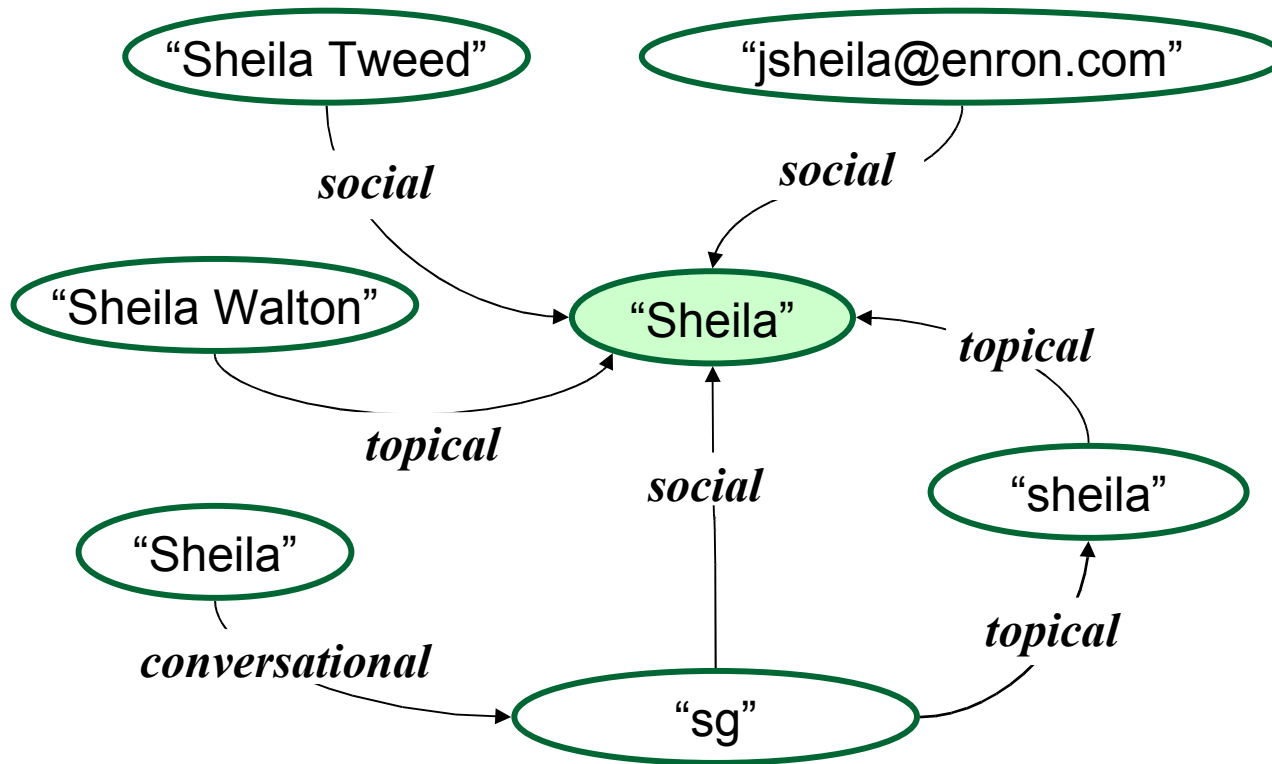 “Sheila Tweed”
“jsheila@enron.com”
social
social
“Sheila Walton”
“Sheila”
topical
topical
social
“sheila”
“Sheila”
topical
conversational
“sg”